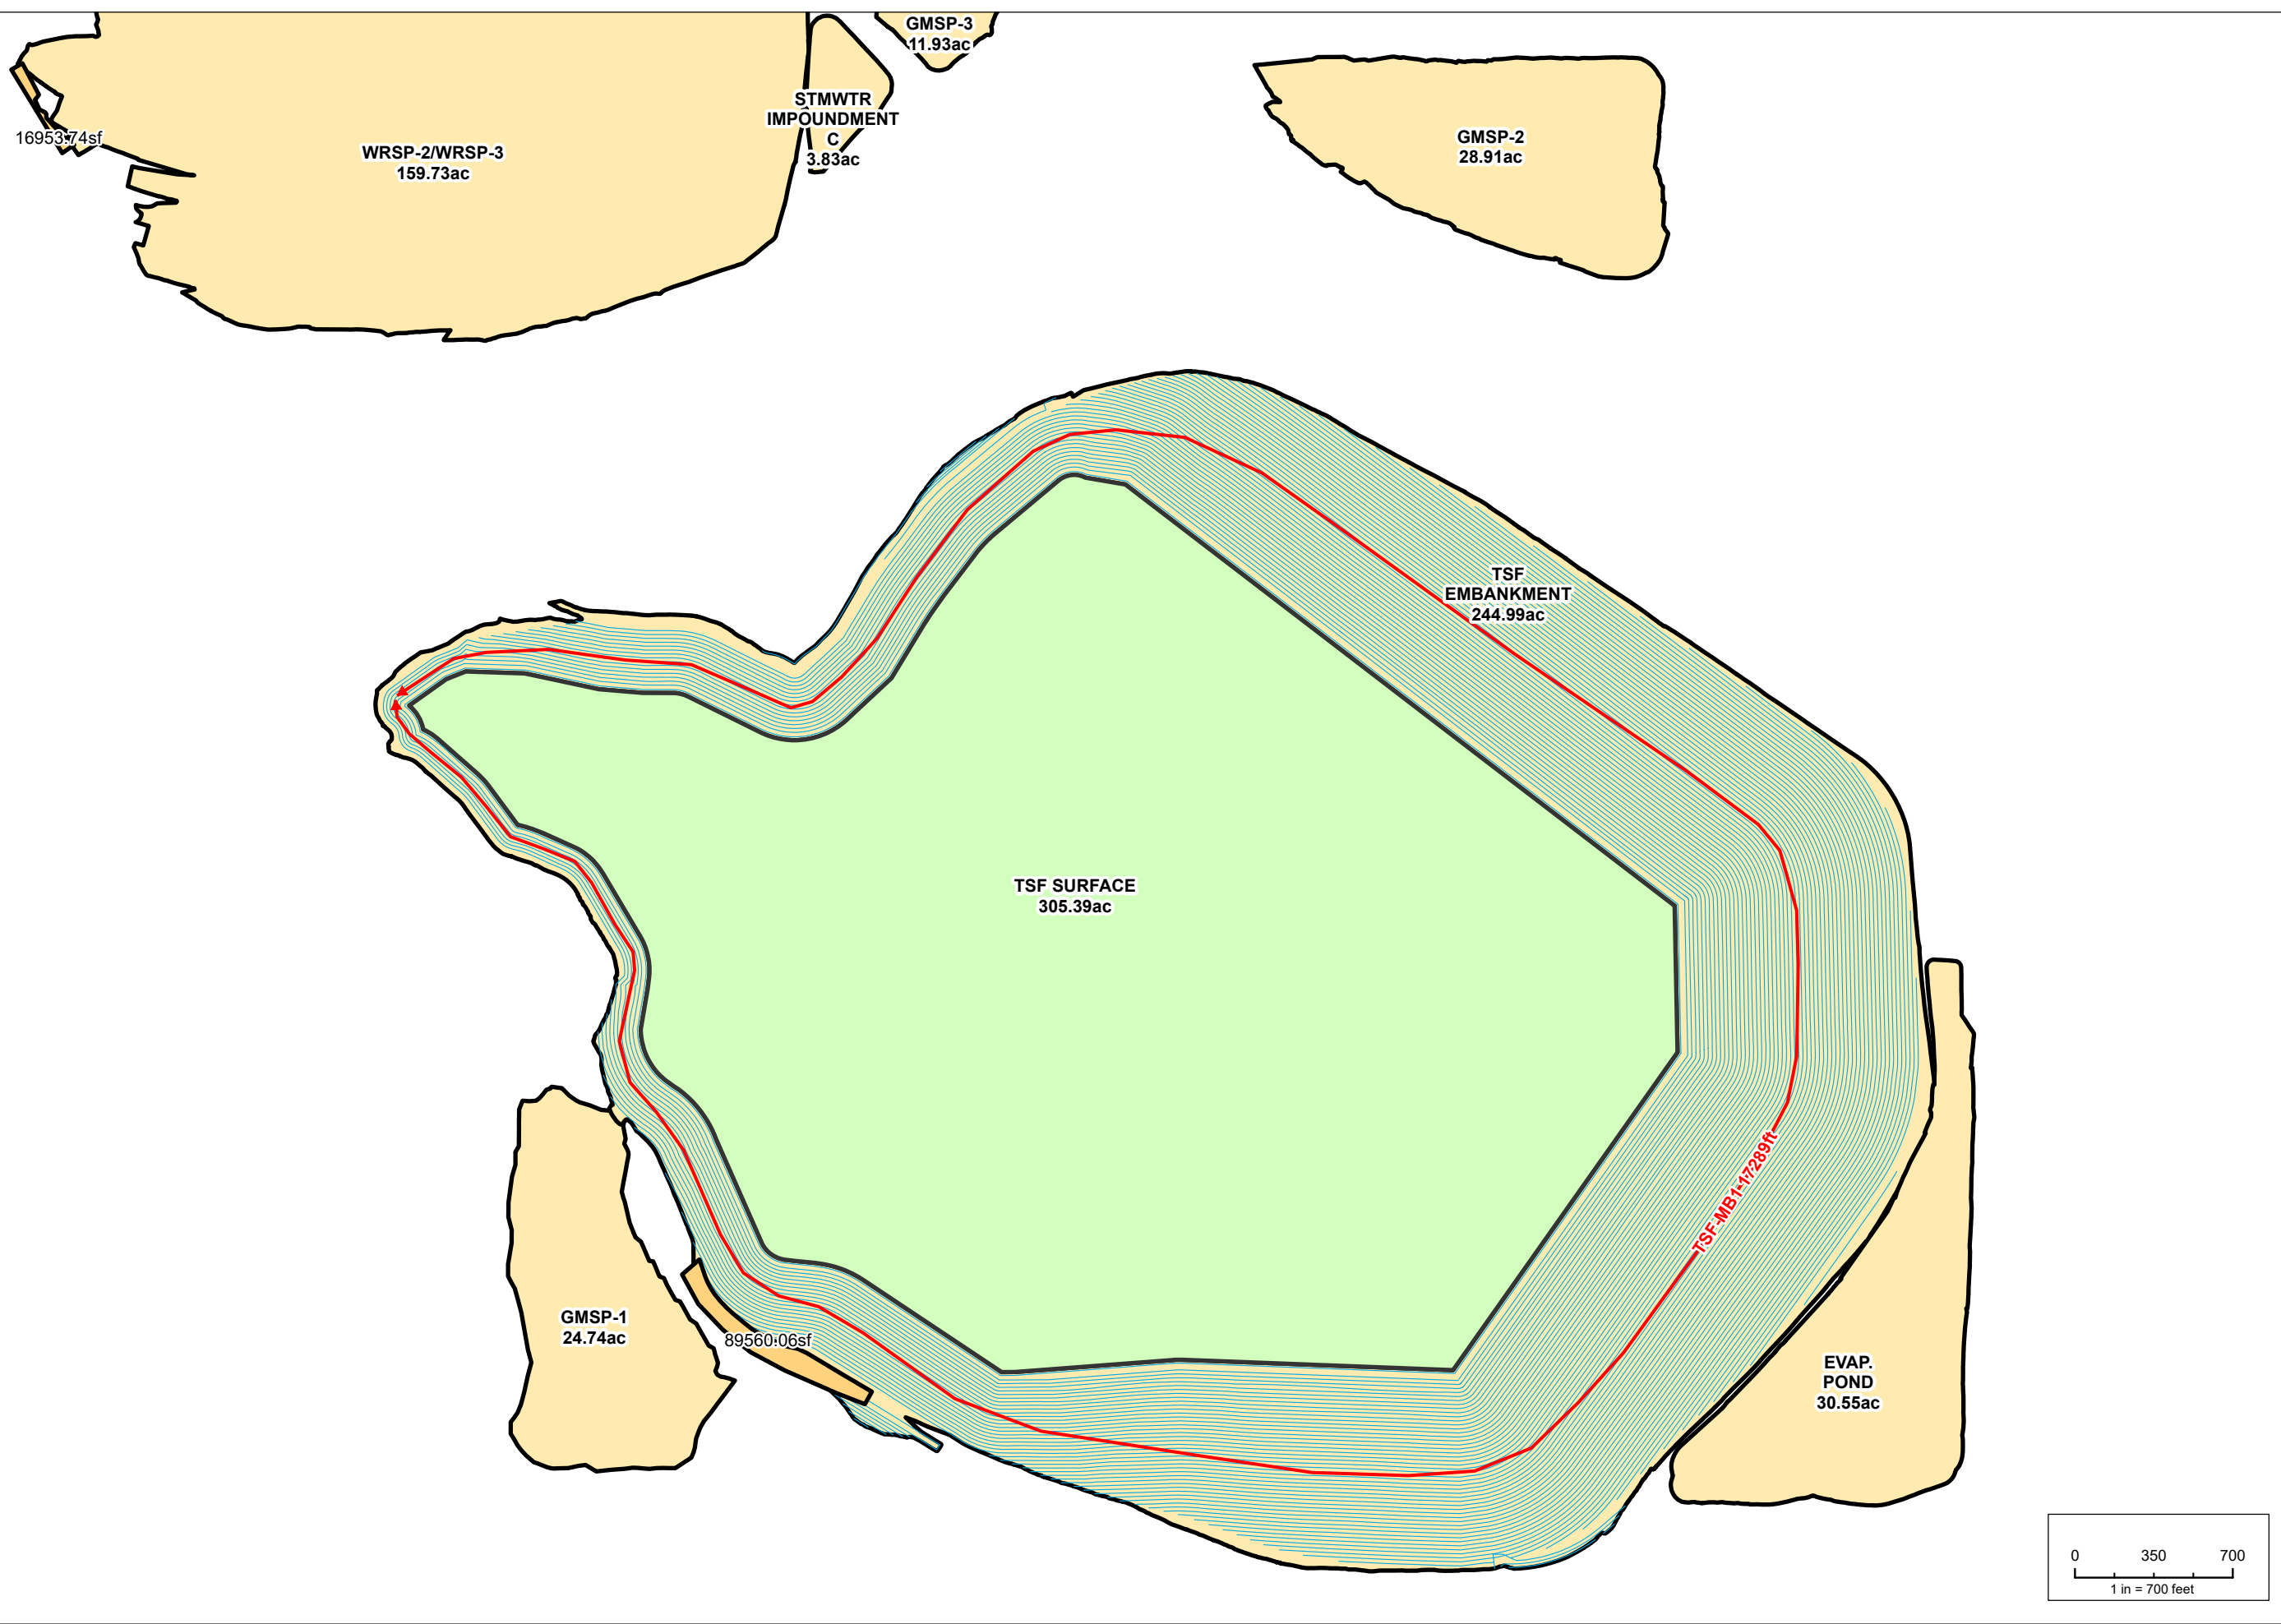 GMSP-3
11.93ac
STMWTR
IMPOUNDMENT
C
3.83ac
16953.74sf
WRSP-2/WRSP-3
159.73ac
GMSP-2
28.91ac
TSF
EMBANKMENT
244.99ac
TSF SURFACE
305.39ac
TSF-MB1-17289ft
GMSP-1
24.74ac
89560.06sf
EVAP.
POND
30.55ac
0 350 700
1 in = 700 feet